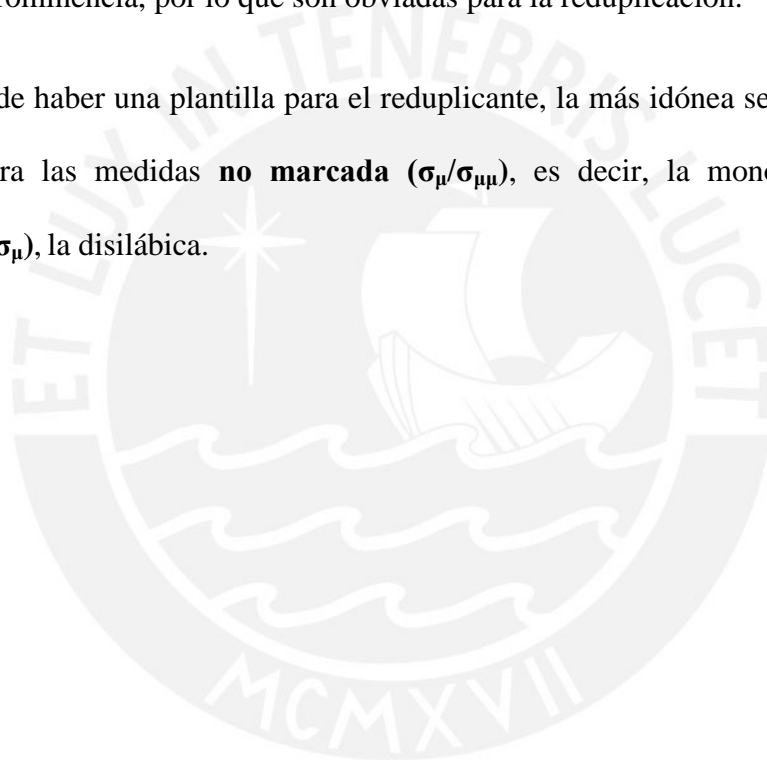 rominencia, por lo que son obviadas para la reduplicación.
de haber una plantilla para el reduplicante, la más idónea se
ra las medidas no marcada (σμ/σμμ), es decir, la mono
σμ), la disilábica.
ET LUX IN TENEBRIS LUCET
MCMXVII